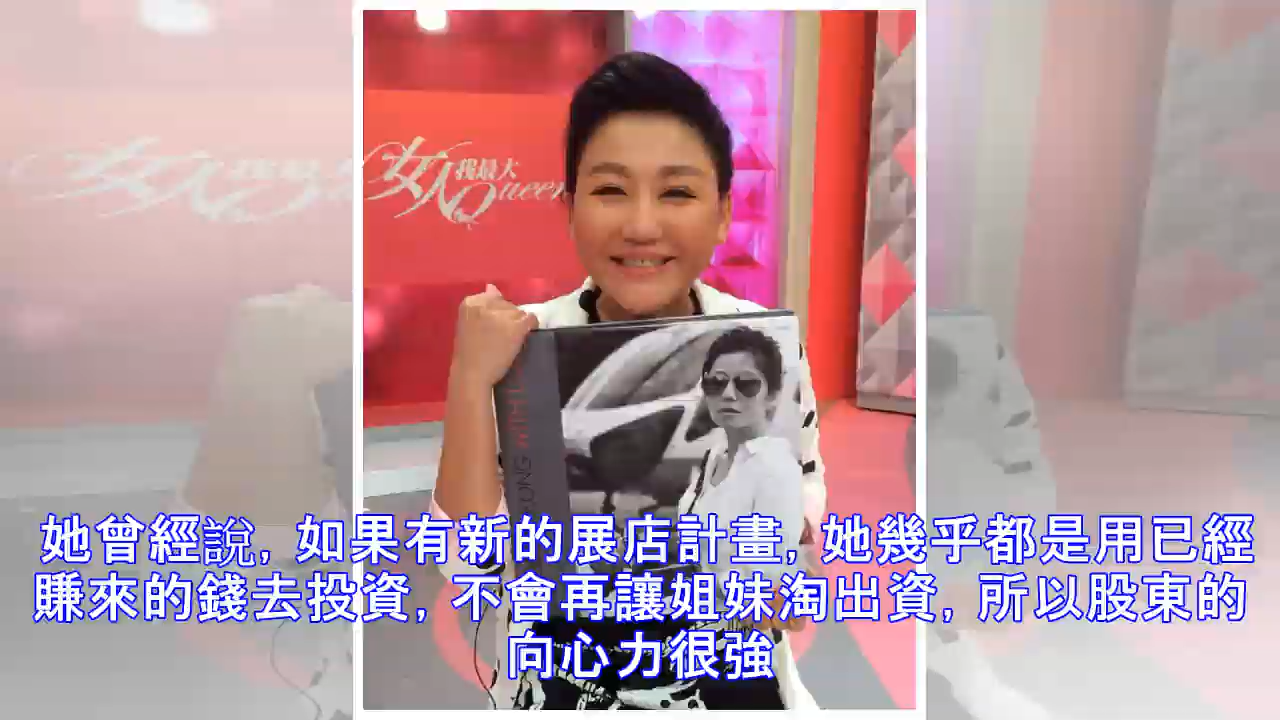 女人我最大
Queen
她曾經說, 如果有新的展店計畫, 她幾乎都是用已經
賺來的錢去投資, 不會再讓姐妹淘出資, 所以股東的
向心力很強